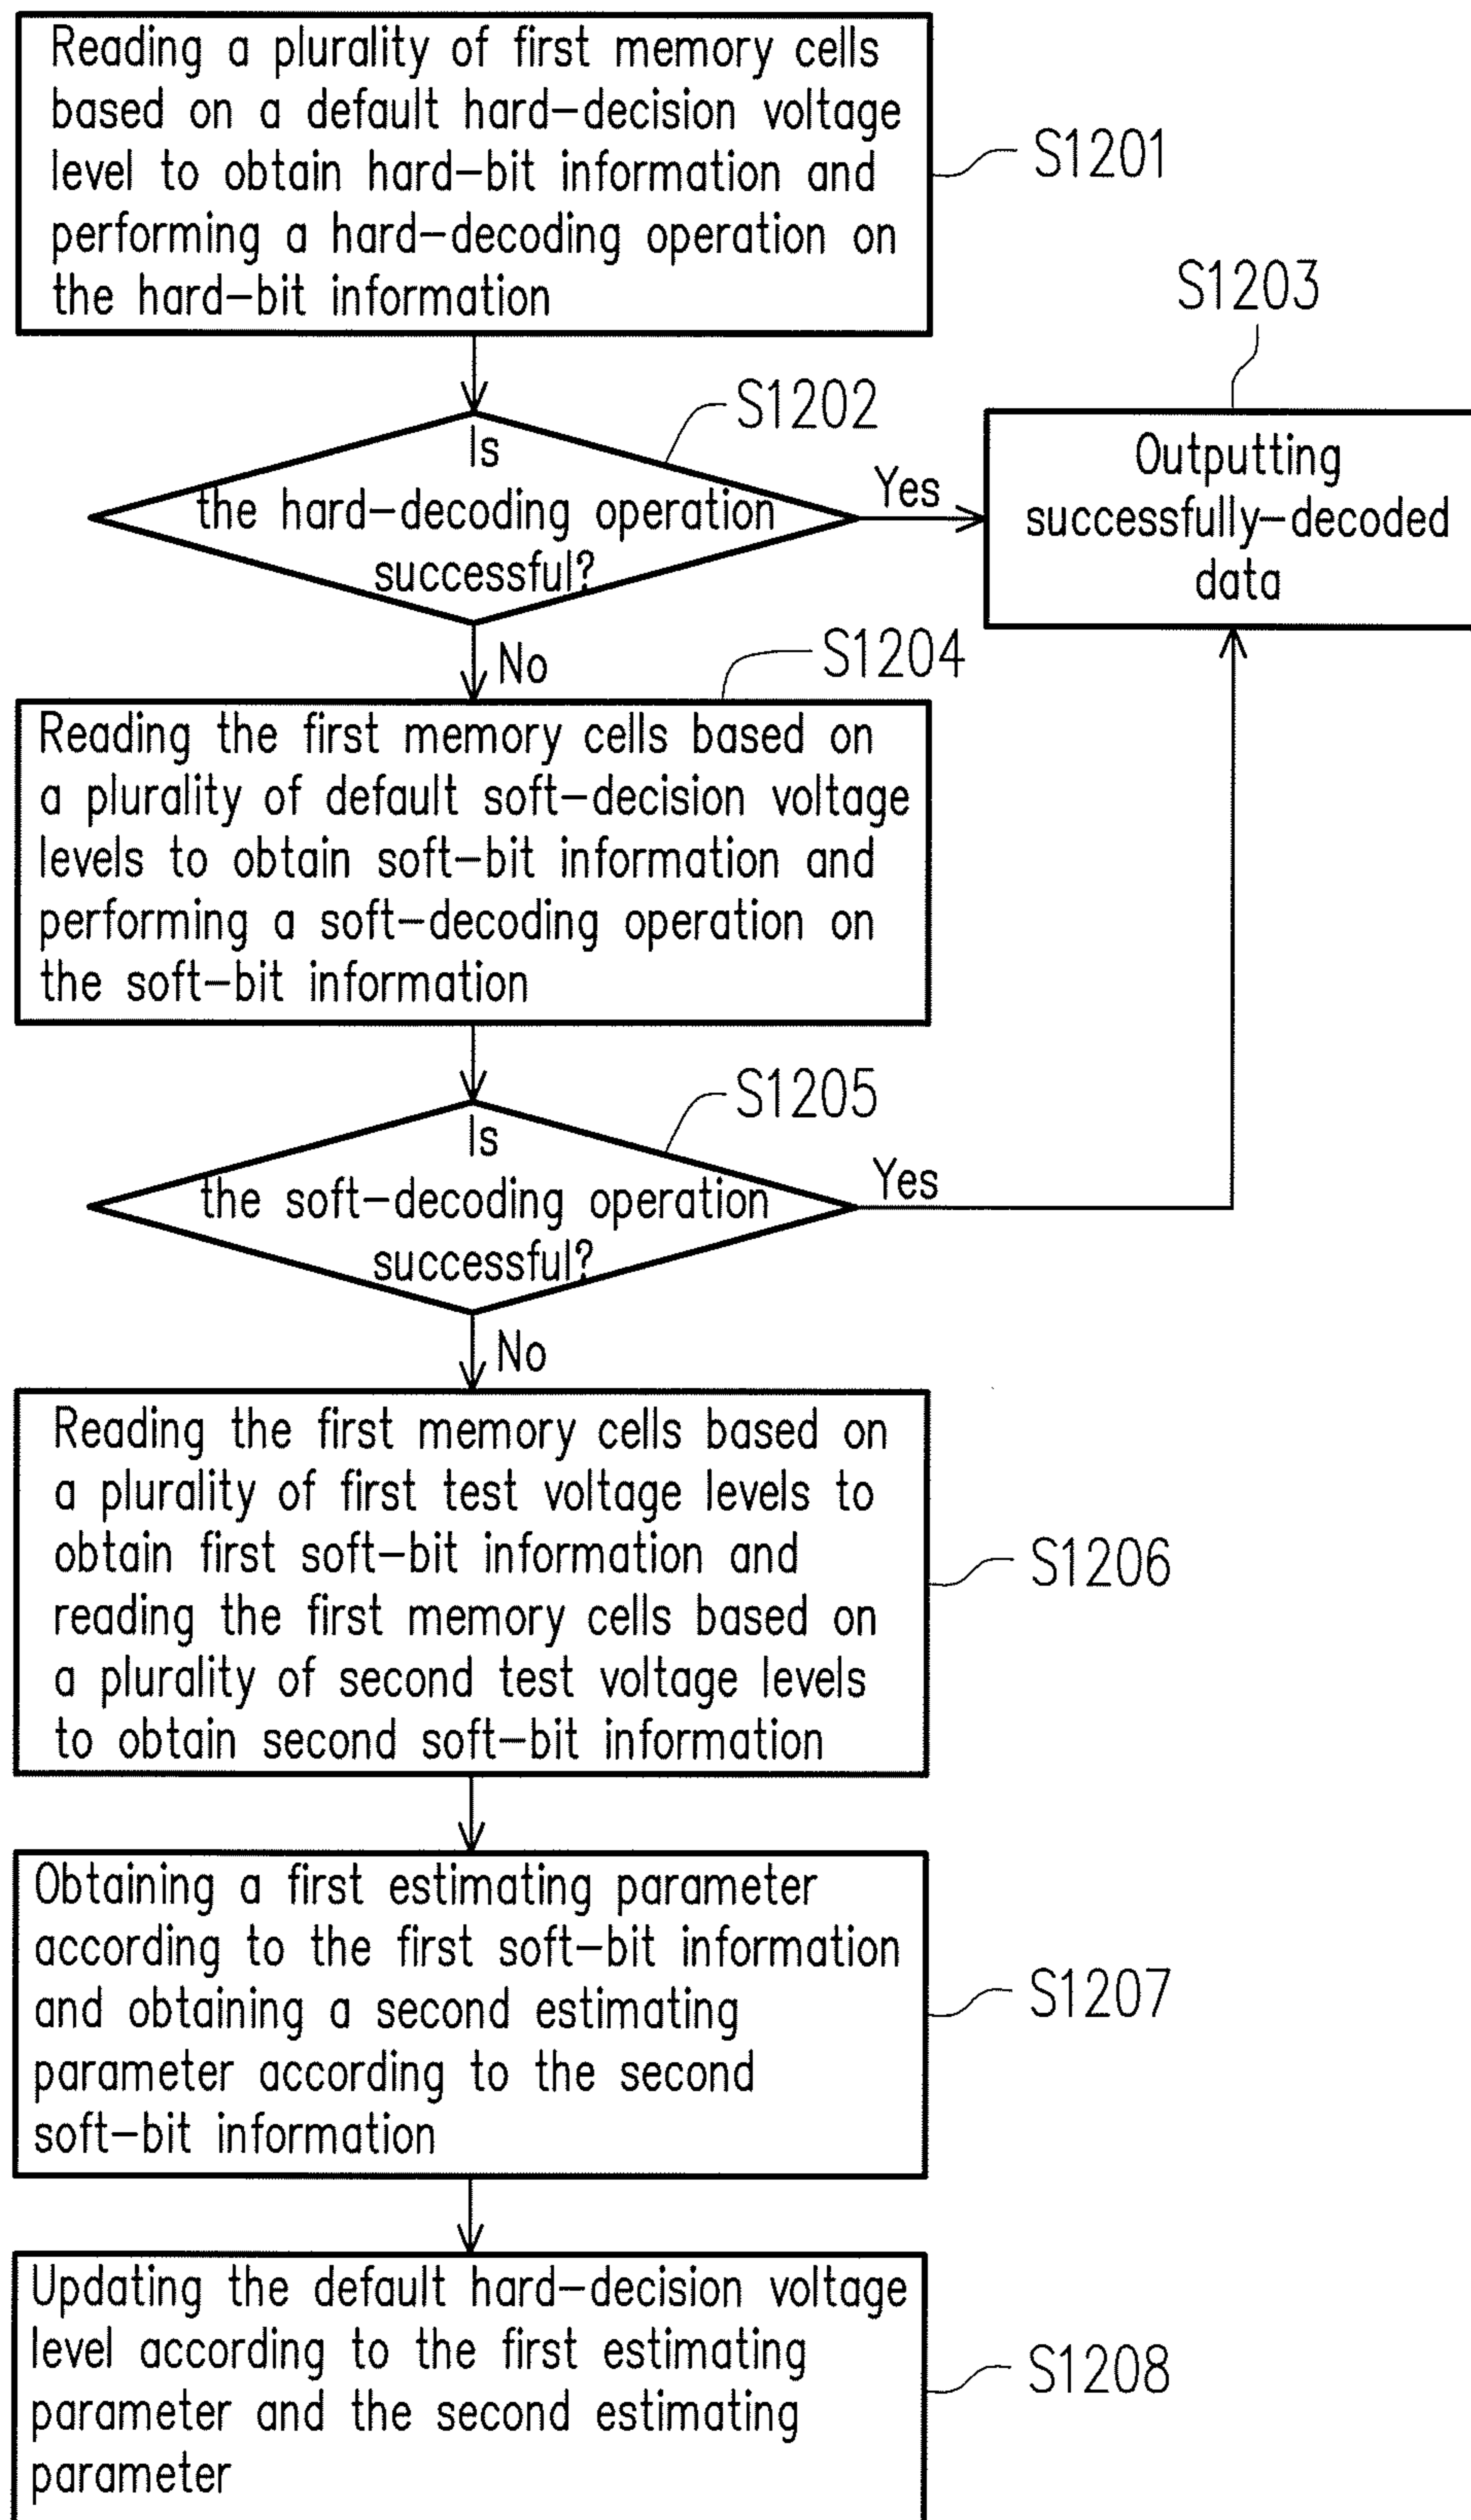 Reading a plurality of first memory cells
based on a default hard-decision voltage
level to obtain hard-bit information and
performing a hard-decoding operation on
the hard-bit information
S1201
S1203
S1202
Is
the hard-decoding operation
successful?
Yes
Outputting
successfully-decoded
data
No
S1204
Reading the first memory cells based on
a plurality of default soft-decision voltage
levels to obtain soft-bit information and
performing a soft-decoding operation on
the soft-bit information
S1205
Is
the soft-decoding operation
successful?
Yes
No
Reading the first memory cells based on
a plurality of first test voltage levels to
obtain first soft-bit information and
reading the first memory cells based on
a plurality of second test voltage levels
to obtain second soft-bit information
S1206
Obtaining a first estimating parameter
according to the first soft-bit information
and obtaining a second estimating
parameter according to the second
soft-bit information
S1207
Updating the default hard-decision voltage
level according to the first estimating
parameter and the second estimating
parameter
S1208